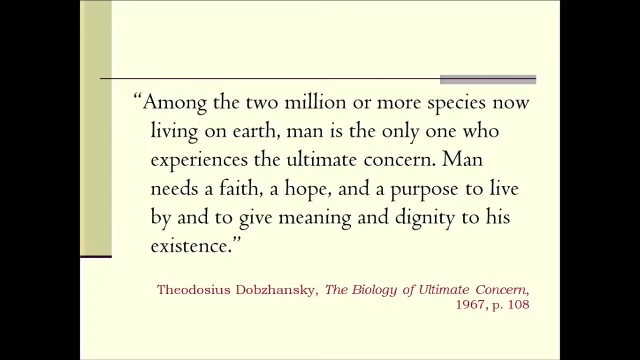 “Among the two million or more species now
living on earth, man is the only one who
experiences the ultimate concern. Man
needs a faith, a hope, and a purpose to live
by and to give meaning and dignity to his
existence.”
Theodosius Dobzhansky, The Biology of Ultimate Concern,
1967, p. 108